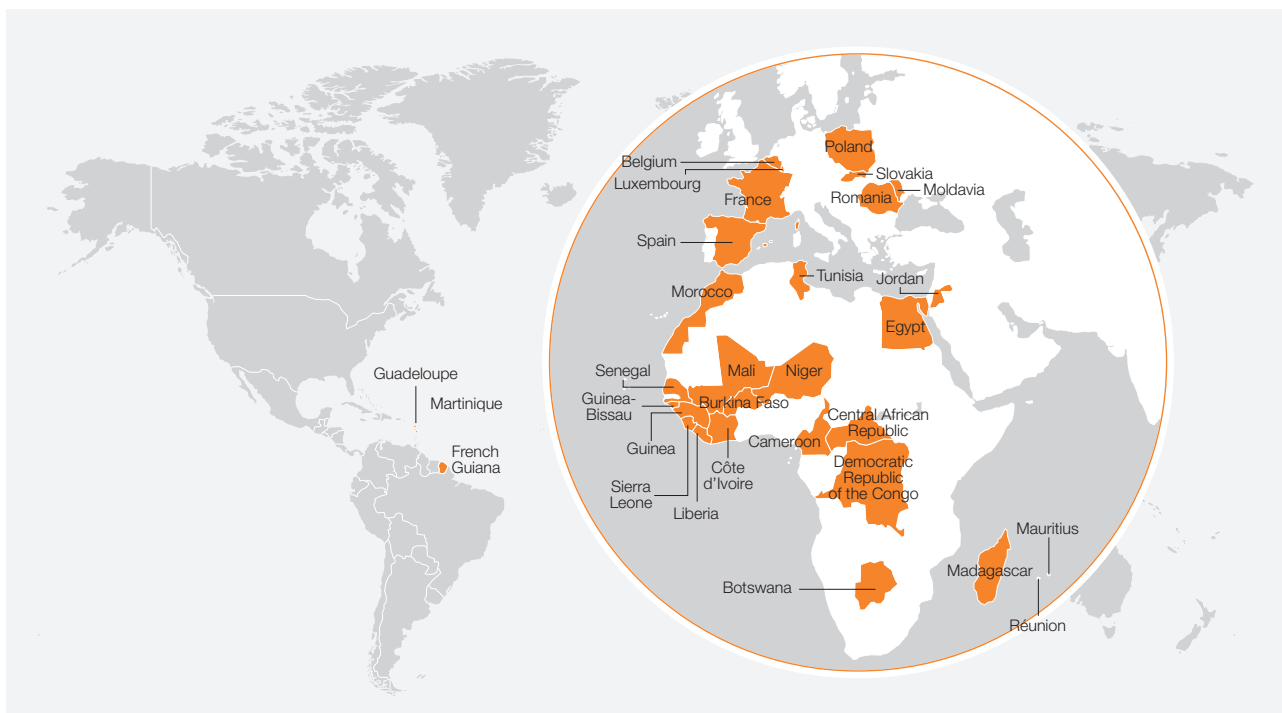 Poland
Belgium
Slovakia
Luxembourg
Moldavia
France
Romania
Spain
Tunisia
Jordan
Morocco
Egypt
Senegal
Mali
Niger
Guadeloupe
Guinea-
Bissau
Burkina Faso
Martinique
Central African
Republic
Guinea
Cameroon
French
Guiana
Côte
d'Ivoire
Democratic
Republic
of the Congo
Sierra
Leone
Liberia
Mauritius
Madagascar
Botswana
Réunion